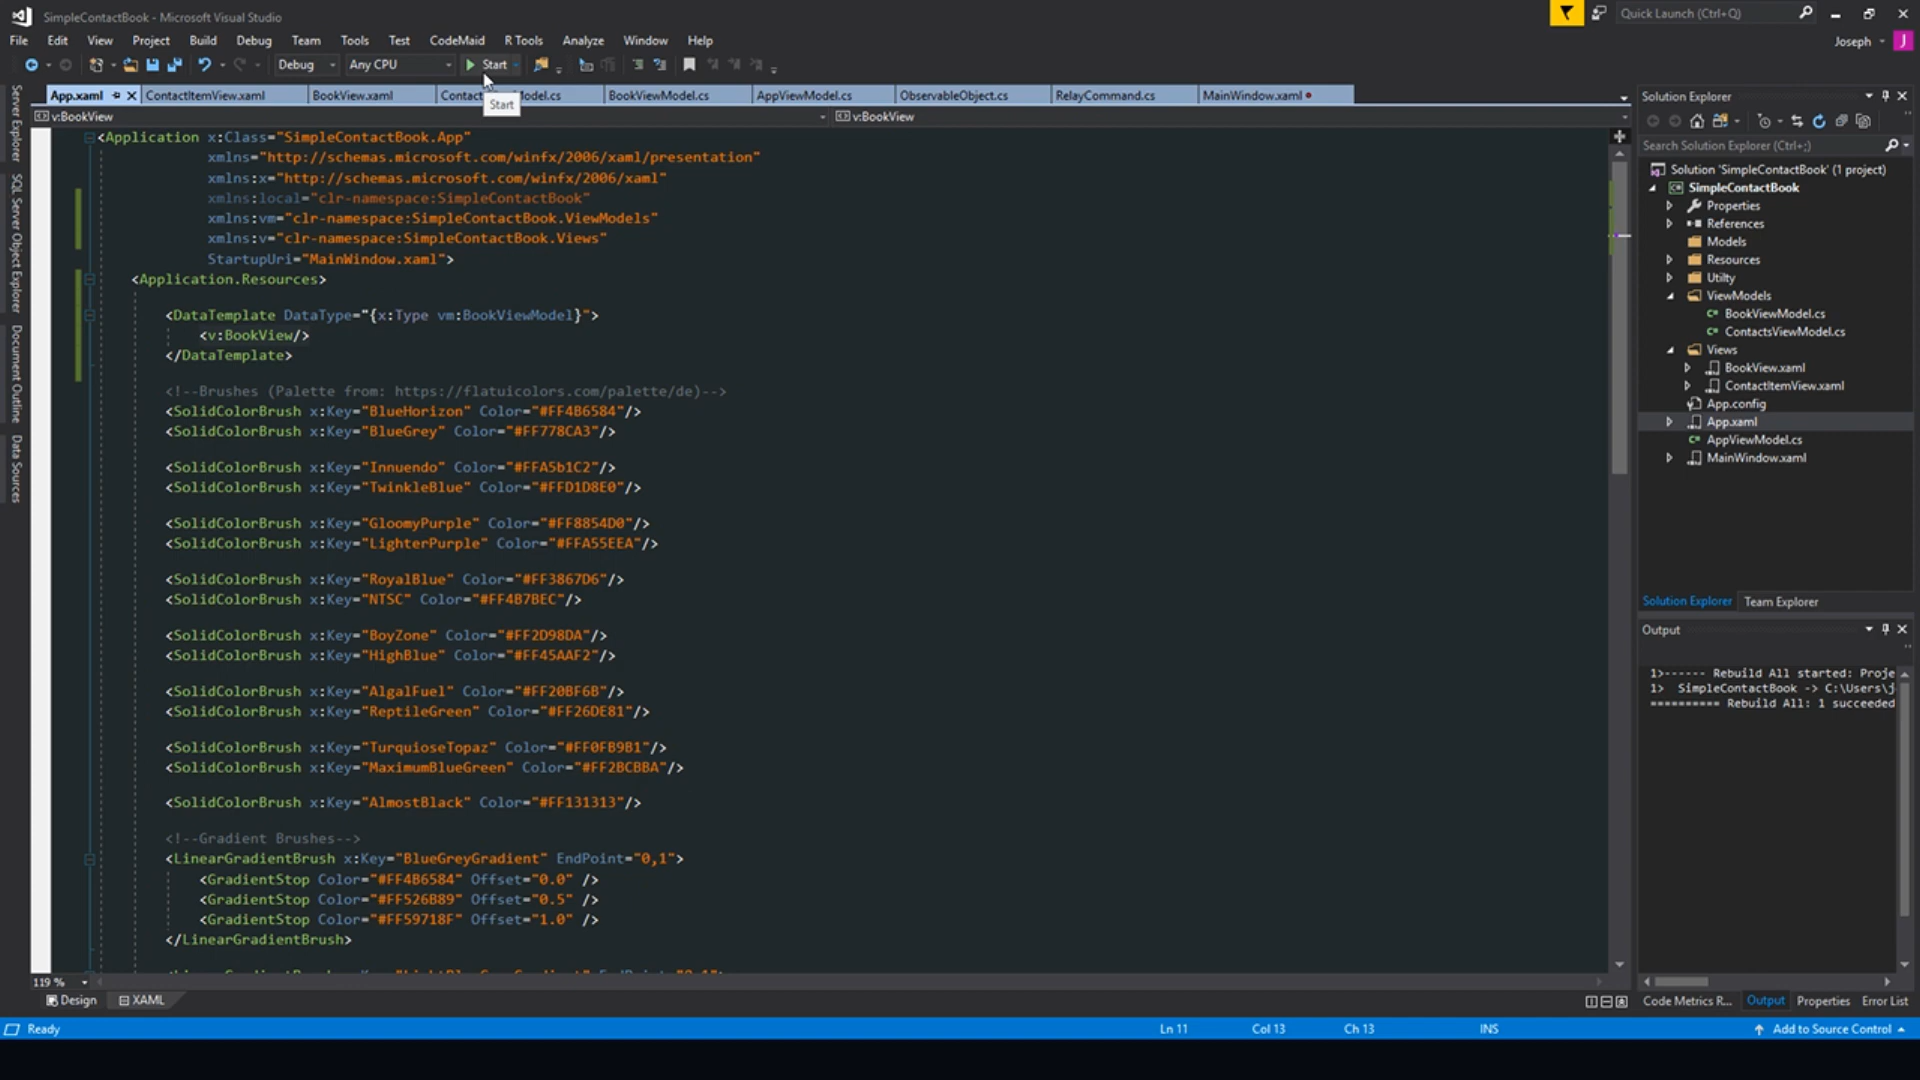 SimpleContactBook - Microsoft Visual Studio
Quick Launch (Ctrl+Q)
File Edit View Project Build Debug Team Tools Test CodeMaid R Tools Analyze Window Help
Joseph J
Debug Any CPU Start
App.xaml ContactItemView.xaml BookView.xaml Contact odel.cs BookViewModel.cs AppViewModel.cs ObservableObject.cs RelayCommand.cs MainWindow.xaml
Start
v:BookView v:BookView
Server Explorer
SQL Server Object Explorer
Document Outline
Data Sources
<Application x:Class="SimpleContactBook.App"
xmlns="http://schemas.microsoft.com/winfx/2006/xaml/presentation"
xmlns:x="http://schemas.microsoft.com/winfx/2006/xaml"
xmlns:local="clr-namespace:SimpleContactBook"
xmlns:vm="clr-namespace:SimpleContactBook.ViewModels"
xmlns:v="clr-namespace:SimpleContactBook.Views"
StartupUri="MainWindow.xaml">
<Application.Resources>
<DataTemplate DataType="{x:Type vm:BookViewModel}">
<v:BookView/>
</DataTemplate>
<!--Brushes (Palette from: https://flatuicolors.com/palette/de)-->
<SolidColorBrush x:Key="BlueHorizon" Color="#FF4B6584"/>
<SolidColorBrush x:Key="BlueGrey" Color="#FF778CA3"/>
<SolidColorBrush x:Key="Innuendo" Color="#FFA5b1C2"/>
<SolidColorBrush x:Key="TwinkleBlue" Color="#FFD1D8E0"/>
<SolidColorBrush x:Key="GloomyPurple" Color="#FF8854D0"/>
<SolidColorBrush x:Key="LighterPurple" Color="#FFA55EEA"/>
<SolidColorBrush x:Key="RoyalBlue" Color="#FF3867D6"/>
<SolidColorBrush x:Key="NTSC" Color="#FF4B7BEC"/>
<SolidColorBrush x:Key="BoyZone" Color="#FF2D98DA"/>
<SolidColorBrush x:Key="HighBlue" Color="#FF45AAF2"/>
<SolidColorBrush x:Key="AlgalFuel" Color="#FF20BF6B"/>
<SolidColorBrush x:Key="ReptileGreen" Color="#FF26DE81"/>
<SolidColorBrush x:Key="TurquioseTopaz" Color="#FF0FB9B1"/>
<SolidColorBrush x:Key="MaximumBlueGreen" Color="#FF2BCBBA"/>
<SolidColorBrush x:Key="AlmostBlack" Color="#FF131313"/>
<!--Gradient Brushes-->
<LinearGradientBrush x:Key="BlueGreyGradient" EndPoint="0,1">
<GradientStop Color="#FF4B6584" Offset="0.0" />
<GradientStop Color="#FF526B89" Offset="0.5" />
<GradientStop Color="#FF59718F" Offset="1.0" />
</LinearGradientBrush>
119 %
Design XAML
Solution Explorer
Search Solution Explorer (Ctrl+;)
Solution 'SimpleContactBook' (1 project)
SimpleContactBook
Properties
References
Models
Resources
Utilty
ViewModels
BookViewModel.cs
ContactsViewModel.cs
Views
BookView.xaml
ContactItemView.xaml
App.config
App.xaml
AppViewModel.cs
MainWindow.xaml
Solution Explorer Team Explorer
Output
1>------ Rebuild All started: Proje
1> SimpleContactBook -> C:\Users\j
========== Rebuild All: 1 succeeded
Code Metrics R... Output Properties Error List
Ready Ln 11 Col 13 Ch 13 INS Add to Source Control